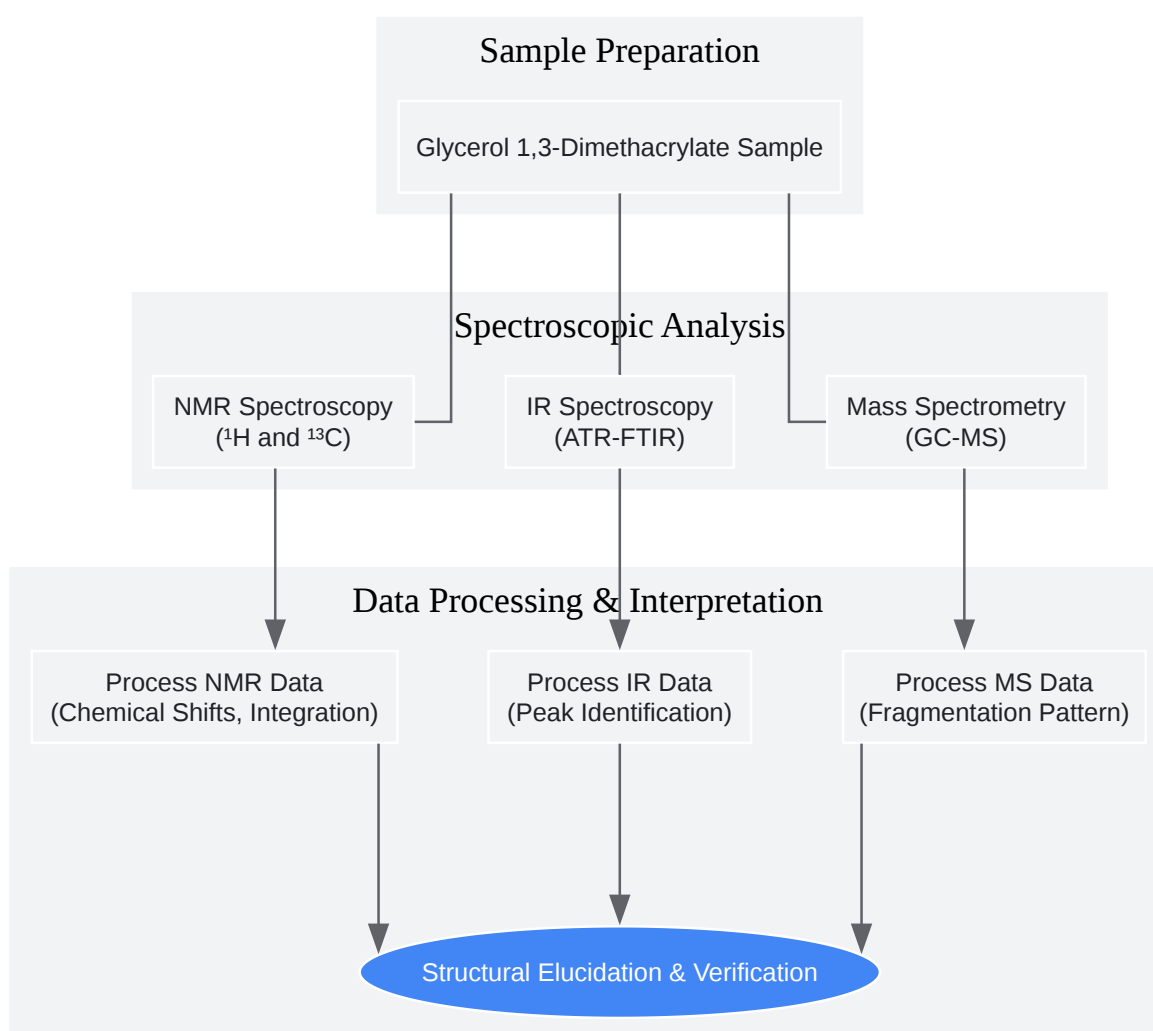 Sample Preparation
Glycerol 1,3-Dimethacrylate Sample
Spectroscopic Analysis
NMR Spectroscopy
(¹H and ¹³C)
IR Spectroscopy
(ATR-FTIR)
Mass Spectrometry
(GC-MS)
Data Processing & Interpretation
Process NMR Data
(Chemical Shifts, Integration)
Process IR Data
(Peak Identification)
Process MS Data
(Fragmentation Pattern)
Structural Elucidation & Verification